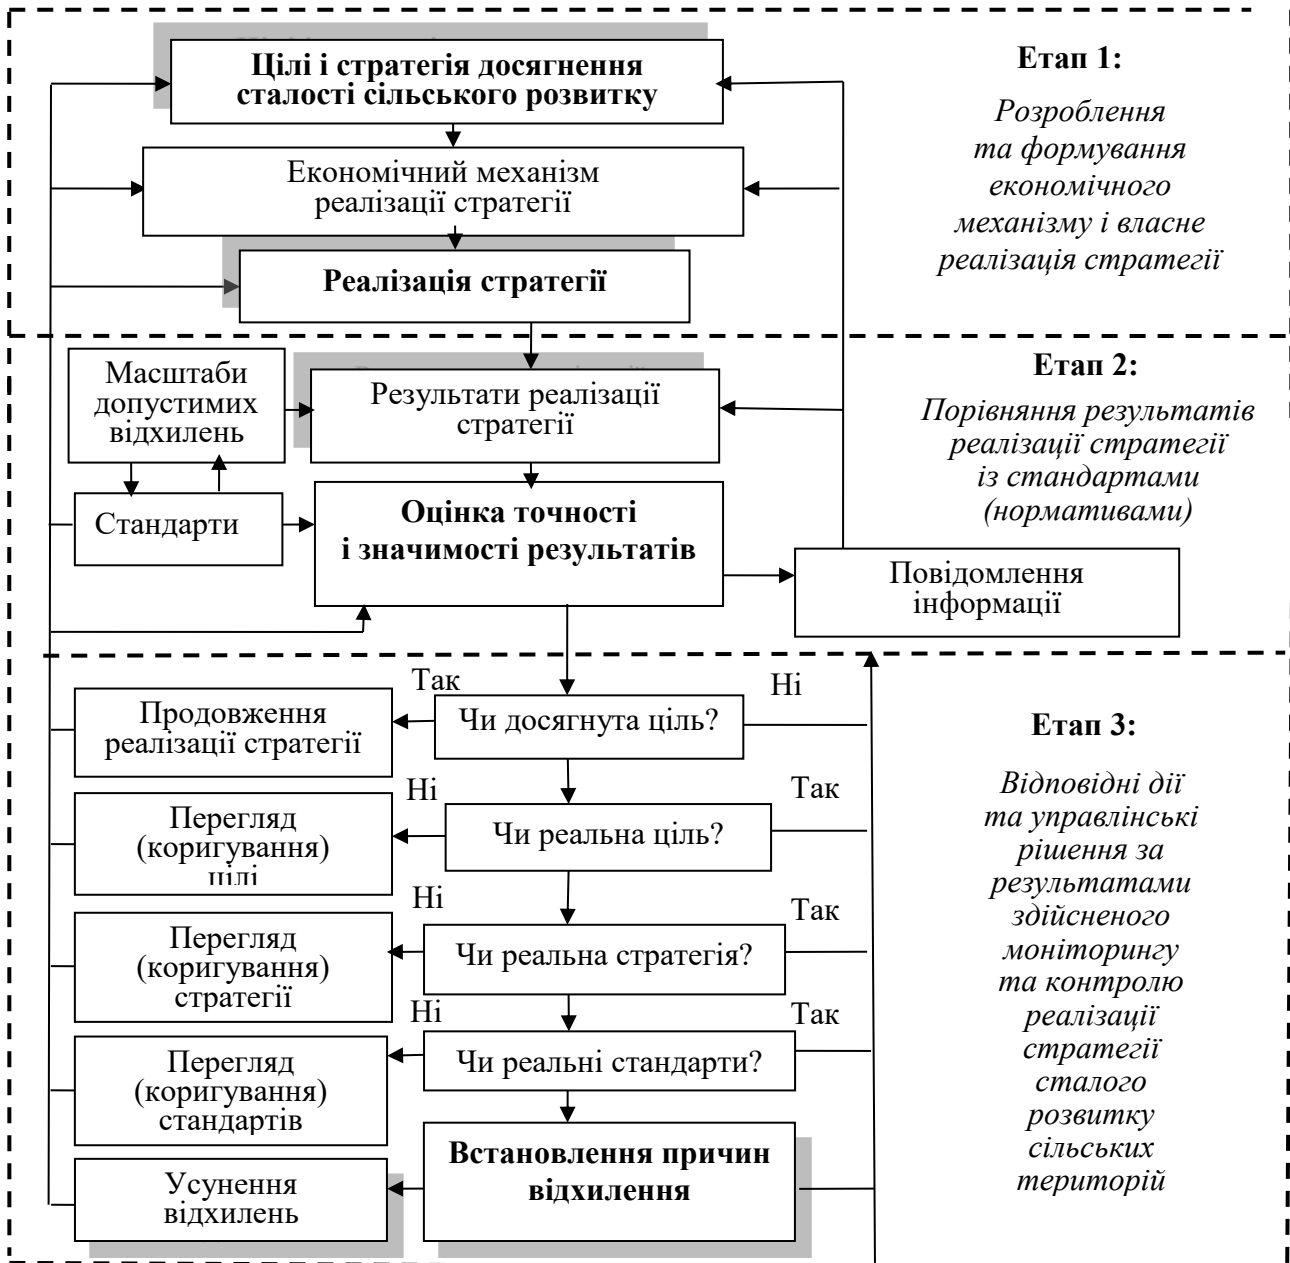 Цілі і стратегія досягнення
сталості сільського розвитку
Економічний механізм
реалізації стратегії
Реалізація стратегії
Етап 1:
Розроблення
та формування
економічного
механізму і власне
реалізація стратегії
Масштаби
допустимих
відхилень
Результати реалізації
стратегії
Стандарти
Оцінка точності
і значимості результатів
Повідомлення
інформації
Етап 2:
Порівняння результатів
реалізації стратегії
із стандартами
(нормативами)
Так
Ні
Продовження
реалізації стратегії
Чи досягнута ціль?
Ні
Так
Перегляд
(коригування)
цілі
Чи реальна ціль?
Ні
Так
Перегляд
(коригування)
стратегії
Чи реальна стратегія?
Ні
Так
Перегляд
(коригування)
стандартів
Чи реальні стандарти?
Усунення
відхилень
Встановлення причин
відхилення
Етап 3:
Відповідні дії
та управлінські
рішення за
результатами
здійсненого
моніторингу
та контролю
реалізації
стратегії
сталого
розвитку
сільських
територій